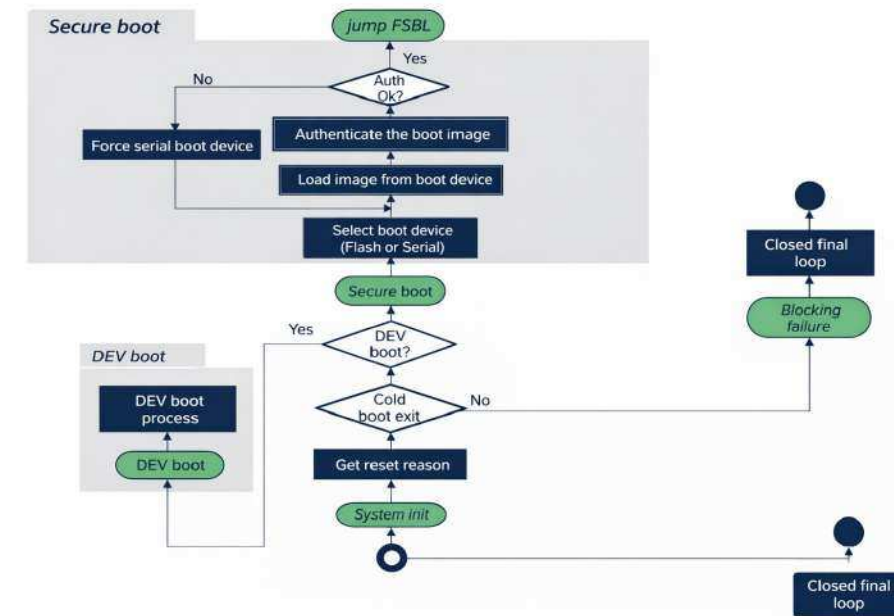 Secure boot
jump FSBL
Yes
No
Auth
Ok?
Authenticate the boot image
Force serial boot device
Load image from boot device
Select boot device
(Flash or Serial)
Closed final
loop
Secure boot
Blocking
failure
Yes
DEV
boot?
DEV boot
Cold
boot exit
No
DEV boot
process
DEV boot
Get reset reason
System init
Closed final
loop